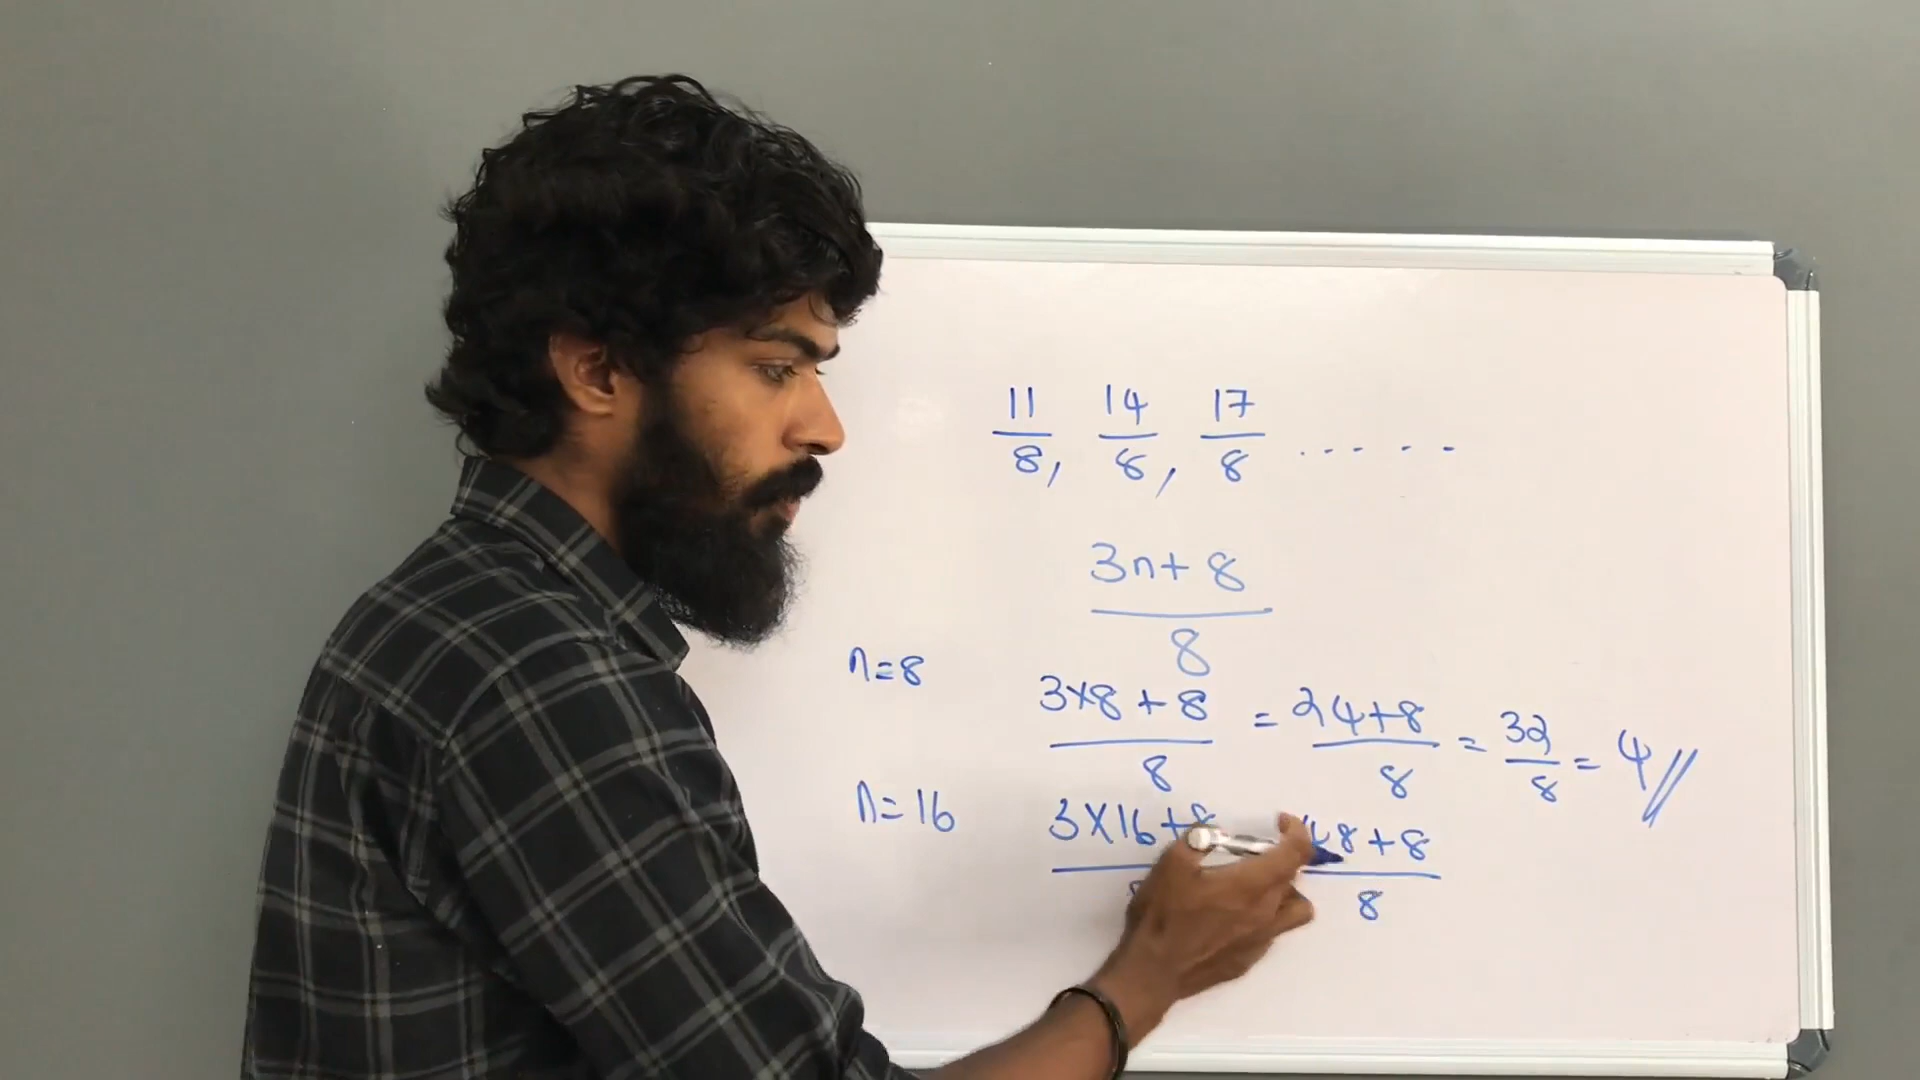 11/8, 14/8, 17/8 .....
3n+8/8
n=8 3×8+8/8 = 24+8/8 = 32/8 = 4//
n=16 3×16+8/8 48+8/8